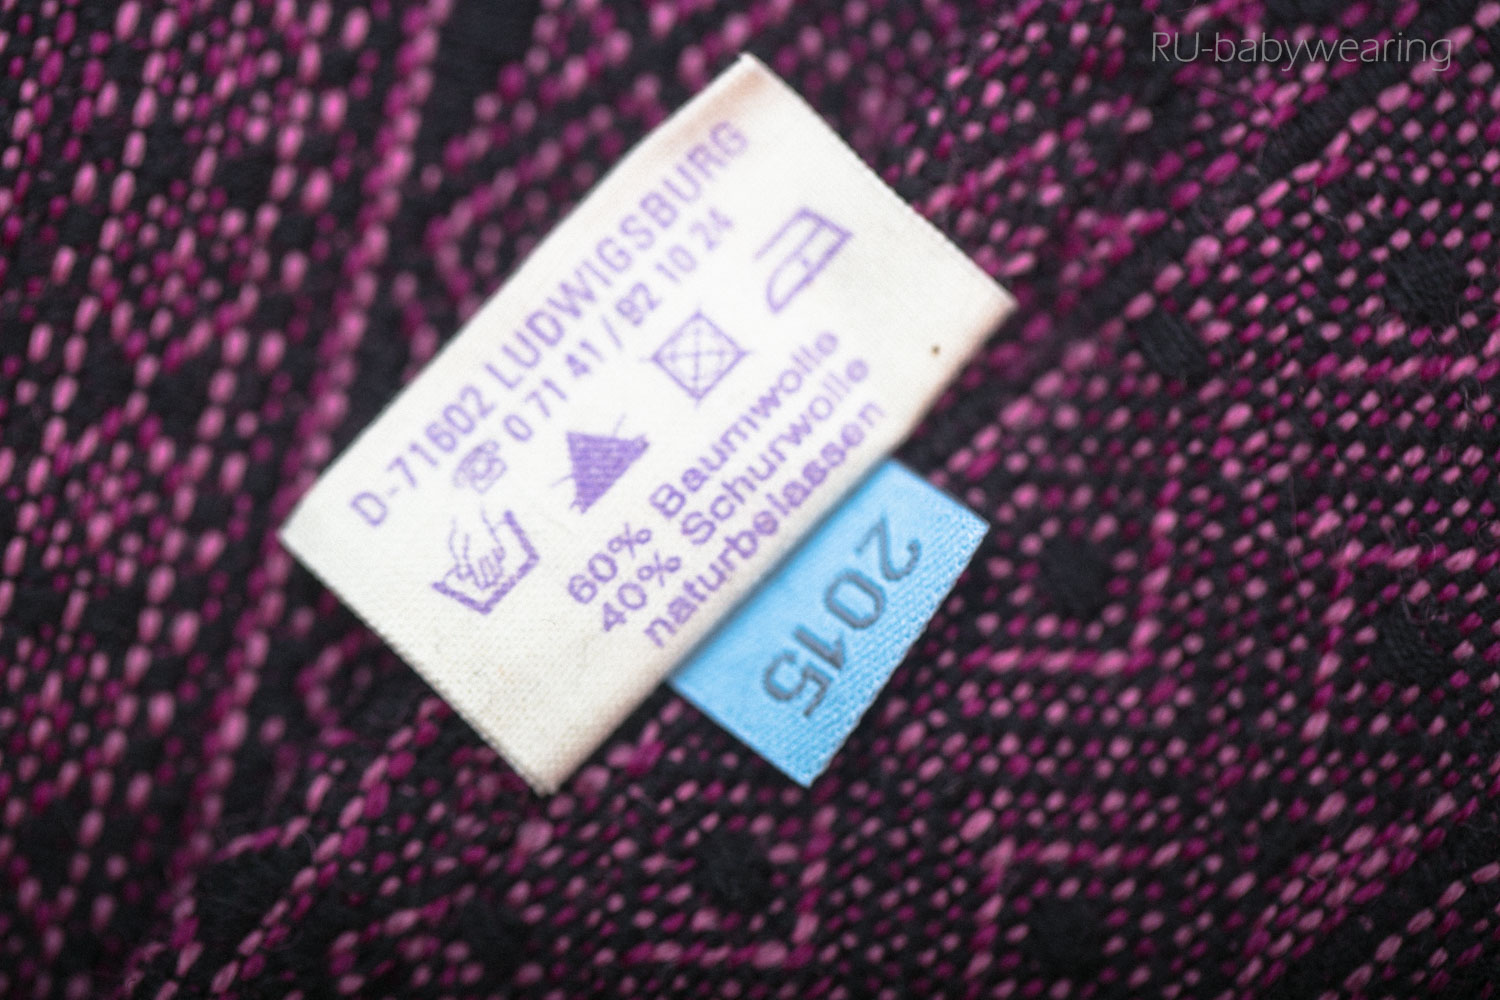 RU-babywearing
D-71602 LUDWIGSBURG
0 71 41 / 92 10 24
60% Baumwolle
40% Schurwolle
naturbelassen
2015